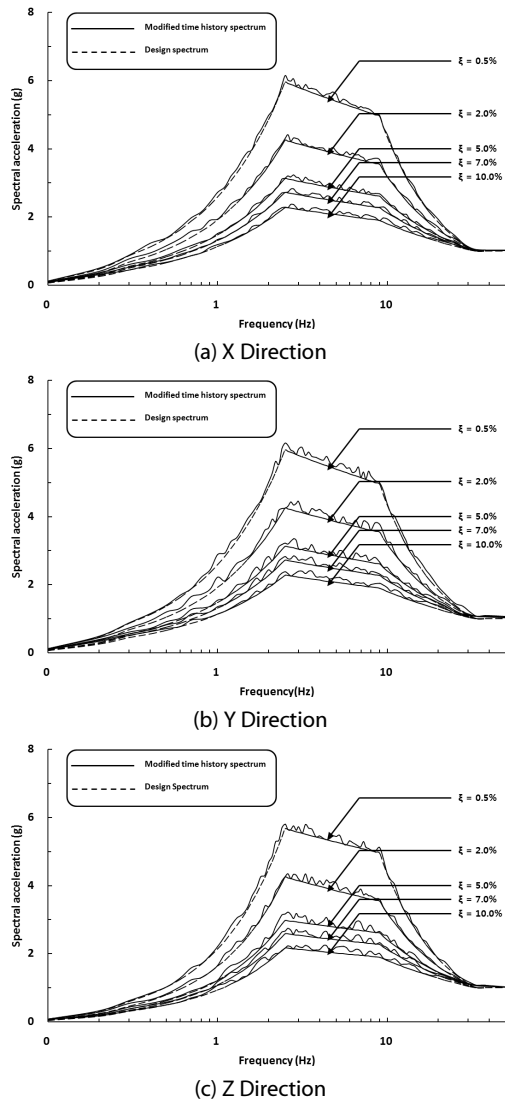 Modified time history spectrum
Design spectrum
Spectral acceleration (g)
8
6
4
2
0
ξ = 0.5%
ξ = 2.0%
ξ = 5.0%
ξ = 7.0%
ξ = 10.0%
0 1 10
Frequency (Hz)
(a) X Direction
Modified time history spectrum
Design spectrum
Spectral acceleration (g)
8
6
4
2
0
ξ = 0.5%
ξ = 2.0%
ξ = 5.0%
ξ = 7.0%
ξ = 10.0%
0 1 10
Frequency(Hz)
(b) Y Direction
Modified time history spectrum
Design Spectrum
Spectral acceleration (g)
8
6
4
2
0
ξ = 0.5%
ξ = 2.0%
ξ = 5.0%
ξ = 7.0%
ξ = 10.0%
0 1 10
Frequency (Hz)
(c) Z Direction